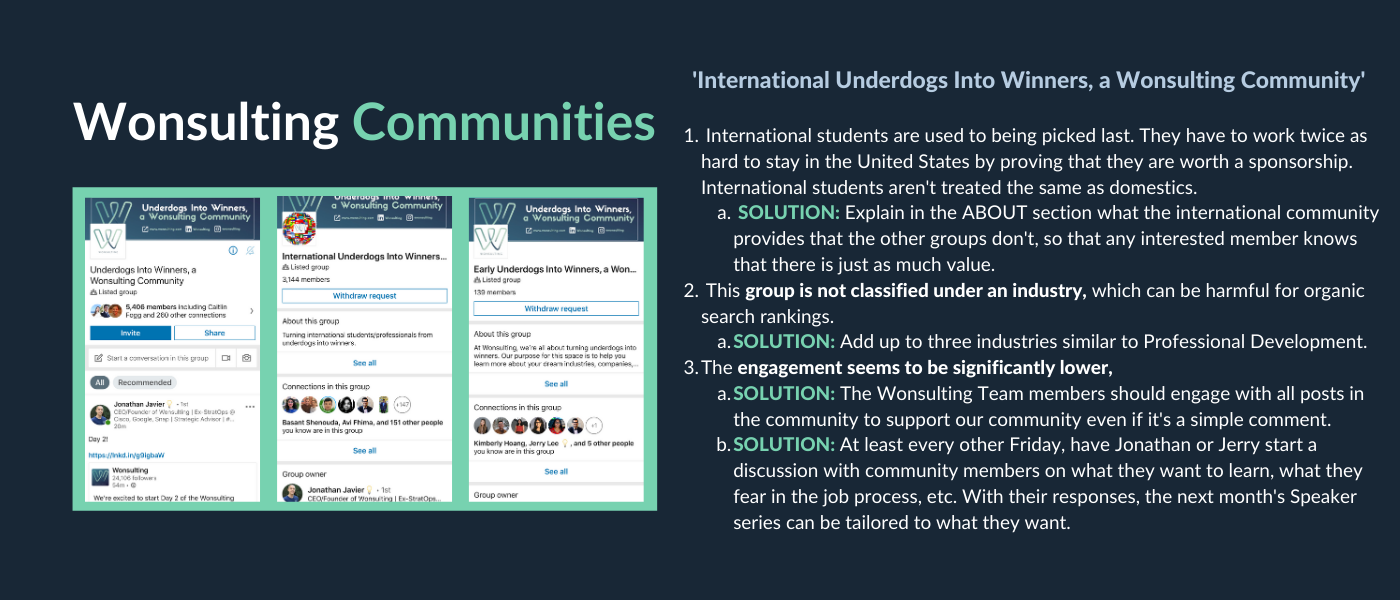 Wonsulting Communities
Underdogs Into Winners,
a Wonsulting Community
Wonsulting
Wonsulting
Underdogs Into Winners, a
Wonsulting Community
Listed group
5,406 members including Caitlin
Fogg and 260 other connections
Invite
Share
Start a conversation in this group
All
Recommended
Jonathan Javier • 1st
CEO/Founder of Wonsulting | Ex-StratOps @
Cisco, Google, Snap | Strategic Advisor | #...
20m
Day 2!
https://lnkd.in/g9igbaW
Wonsulting
24,106 followers
54m •
We're excited to start Day 2 of the Wonsulting
Underdogs Into Winners,
a Wonsulting Community
Wonsulting
Wonsulting
International Underdogs Into Winners...
Listed group
3,144 members
Withdraw request
About this group
Turning international students/professionals from
underdogs into winners.
See all
Connections in this group
+147
Basant Shenouda, Avi Fhima, and 151 other people
you know are in this group
See all
Group owner
Jonathan Javier • 1st
CEO/Founder of Wonsulting | Ex-StratOps...
Underdogs Into Winners,
a Wonsulting Community
Wonsulting
Wonsulting
Early Underdogs Into Winners, a Won...
Listed group
139 members
Withdraw request
About this group
At Wonsulting, we're all about turning underdogs into
winners. Our purpose for this space is to help you
learn more about your dream industries, companies,...
See all
Connections in this group
+1
Kimberly Hoang, Jerry Lee , and 5 other people
you know are in this group
See all
Group owner
'International Underdogs Into Winners, a Wonsulting Community'
1. International students are used to being picked last. They have to work twice as
hard to stay in the United States by proving that they are worth a sponsorship.
International students aren't treated the same as domestics.
a. SOLUTION: Explain in the ABOUT section what the international community
provides that the other groups don't, so that any interested member knows
that there is just as much value.
2. This group is not classified under an industry, which can be harmful for organic
search rankings.
a. SOLUTION: Add up to three industries similar to Professional Development.
3. The engagement seems to be significantly lower,
a. SOLUTION: The Wonsulting Team members should engage with all posts in
the community to support our community even if it's a simple comment.
b. SOLUTION: At least every other Friday, have Jonathan or Jerry start a
discussion with community members on what they want to learn, what they
fear in the job process, etc. With their responses, the next month's Speaker
series can be tailored to what they want.